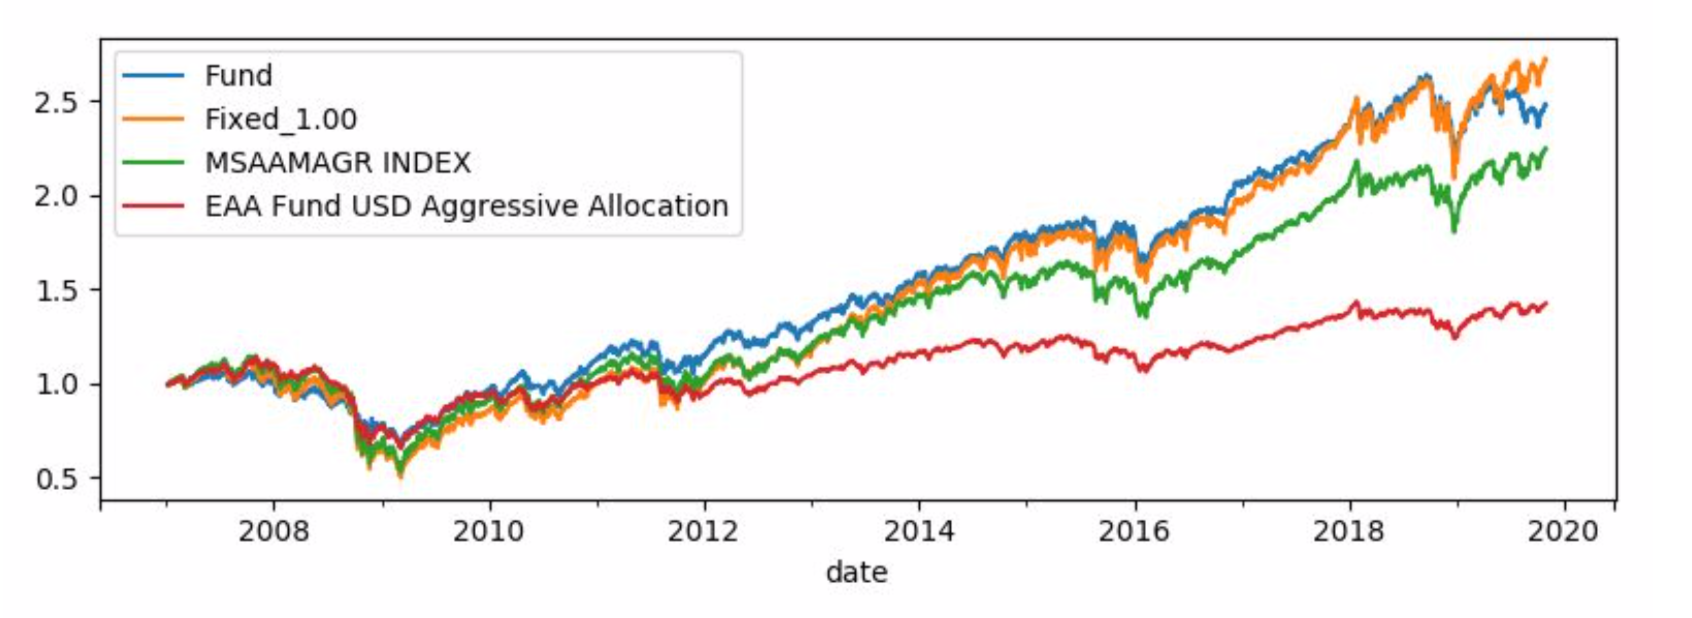 Fund
Fixed_1.00
MSAAMAGR INDEX
EAA Fund USD Aggressive Allocation
2.5
2.0
1.5
1.0
0.5
2008 2010 2012 2014 2016 2018 2020
date